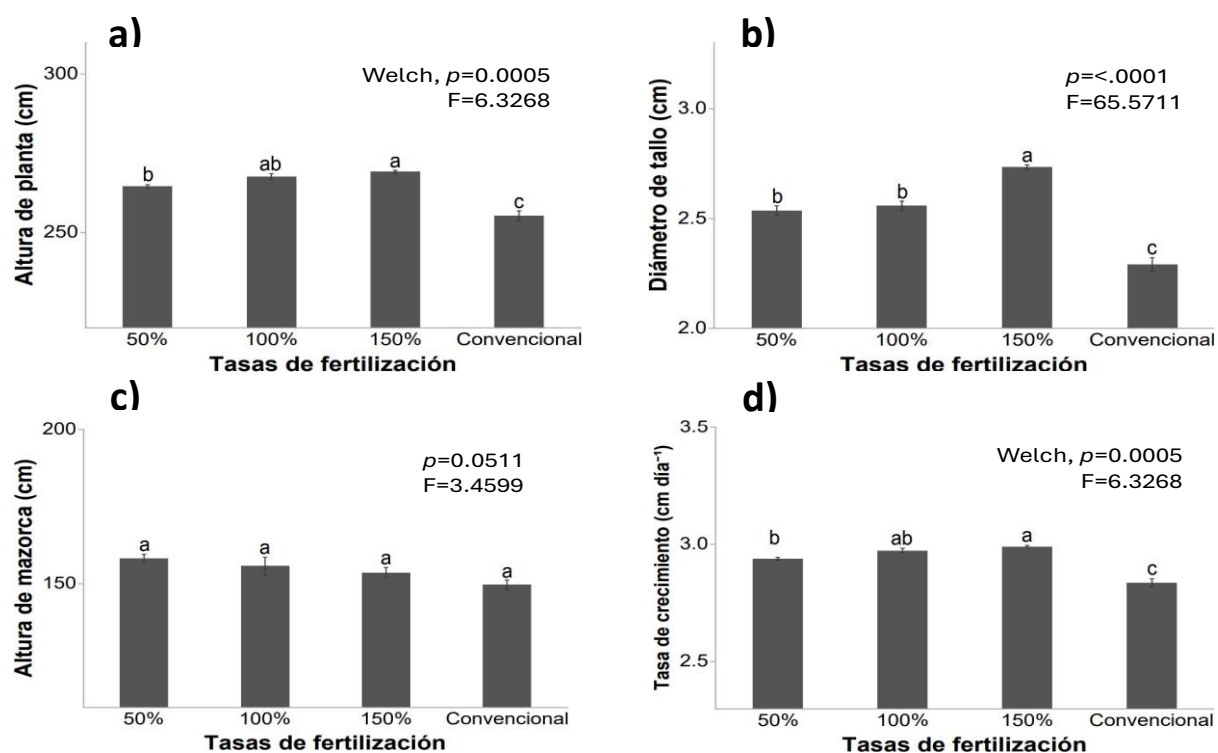 a)
Welch, p=0.0005
F=6.3268
Altura de planta (cm)
300
250
b
ab
a
c
50%
100%
150%
Convencional
Tasas de fertilización
b)
p=<.0001
F=65.5711
Diámetro de tallo (cm)
3.0
2.5
2.0
b
b
a
c
50%
100%
150%
Convencional
Tasas de fertilización
c)
p=0.0511
F=3.4599
Altura de mazorca (cm)
200
150
a
a
a
a
50%
100%
150%
Convencional
Tasas de fertilización
d)
Welch, p=0.0005
F=6.3268
Tasa de crecimiento (cm día⁻¹)
3.5
3.0
2.5
b
ab
a
c
50%
100%
150%
Convencional
Tasas de fertilización